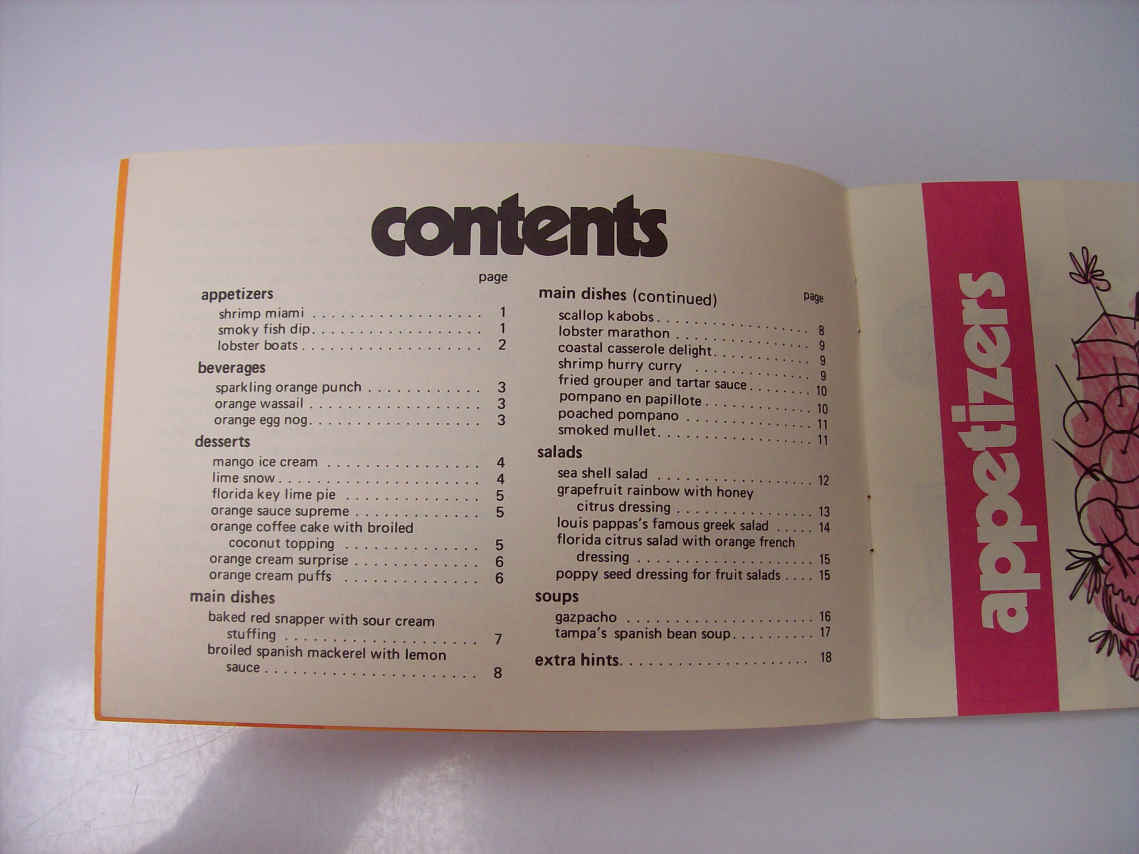 contents
page
appetizers
shrimp miami . . . . . . . . . . . . . . . . . . 1
smoky fish dip. . . . . . . . . . . . . . . . . . 1
lobster boats . . . . . . . . . . . . . . . . . . . 2
beverages
sparkling orange punch . . . . . . . . . . . . 3
orange wassail . . . . . . . . . . . . . . . . . . 3
orange egg nog. . . . . . . . . . . . . . . . . . 3
desserts
mango ice cream . . . . . . . . . . . . . . . . 4
lime snow . . . . . . . . . . . . . . . . . . . . . 4
florida key lime pie . . . . . . . . . . . . . . 5
orange sauce supreme . . . . . . . . . . . . . 5
orange coffee cake with broiled
coconut topping . . . . . . . . . . . . . . 5
orange cream surprise . . . . . . . . . . . . . 6
orange cream puffs . . . . . . . . . . . . . . 6
main dishes
baked red snapper with sour cream
stuffing . . . . . . . . . . . . . . . . . . . . 7
broiled spanish mackerel with lemon
sauce . . . . . . . . . . . . . . . . . . . . . . 8
main dishes (continued) page
scallop kabobs . . . . . . . . . . . . . . . . 8
lobster marathon . . . . . . . . . . . . . . 9
coastal casserole delight. . . . . . . . . . 9
shrimp hurry curry . . . . . . . . . . . . 9
fried grouper and tartar sauce . . . . . . 10
pompano en papillote . . . . . . . . . . . 10
poached pompano . . . . . . . . . . . . . 11
smoked mullet. . . . . . . . . . . . . . . . 11
salads
sea shell salad . . . . . . . . . . . . . . . . 12
grapefruit rainbow with honey
citrus dressing . . . . . . . . . . . . . . 13
louis pappas's famous greek salad . . . . . 14
florida citrus salad with orange french
dressing . . . . . . . . . . . . . . . . . . 15
poppy seed dressing for fruit salads . . . . 15
soups
gazpacho . . . . . . . . . . . . . . . . . . . . 16
tampa's spanish bean soup. . . . . . . . . . 17
extra hints. . . . . . . . . . . . . . . . . . . . 18
appetizers